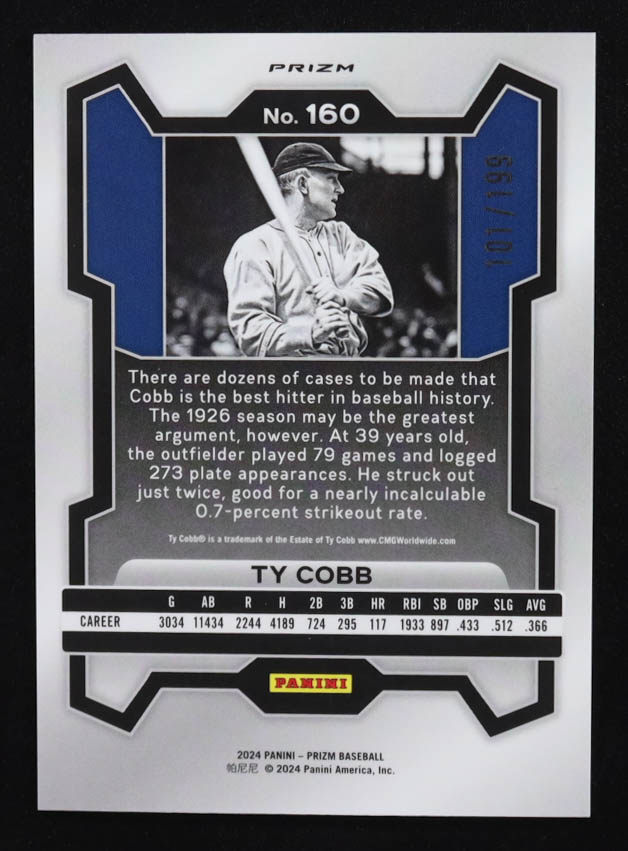 PRIZM
No. 160
101/199
There are dozens of cases to be made that
Cobb is the best hitter in baseball history.
The 1926 season may be the greatest
argument, however. At 39 years old,
the outfielder played 79 games and logged
273 plate appearances. He struck out
just twice, good for a nearly incalculable
0.7-percent strikeout rate.
Ty Cobb® is a trademark of the Estate of Ty Cobb www.CMGWorldwide.com
TY COBB
G AB R H 2B 3B HR RBI SB OBP SLG AVG
CAREER 3034 11434 2244 4189 724 295 117 1933 897 .433 .512 .366
PANINI
2024 PANINI – PRIZM BASEBALL
帕尼尼 © 2024 Panini America, Inc.